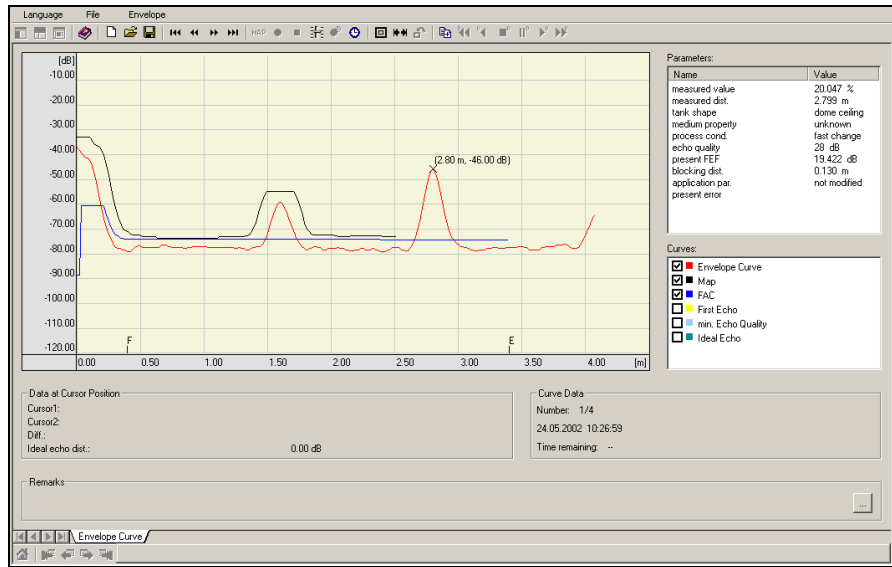 Language File Envelope
MAP
[dB]
-10.00
-20.00
-30.00
-40.00
-50.00
-60.00
-70.00
-80.00
-90.00
-100.00
-110.00
-120.00
(2.80 m, -46.00 dB)
F E
0.00 0.50 1.00 1.50 2.00 2.50 3.00 3.50 4.00 [m]
Parameters:
Name Value
measured value 20.047 %
measured dist. 2.799 m
tank shape dome ceiling
medium property unknown
process cond. fast change
echo quality 28 dB
present FEF 19.422 dB
blocking dist. 0.130 m
application par. not modified
present error
Curves:
Envelope Curve
Map
FAC
First Echo
min. Echo Quality
Ideal Echo
Data at Cursor Position
Cursor1:
Cursor2:
Diff.:
Ideal echo dist.: 0.00 dB
Curve Data
Number: 1/4
24.05.2002 10:26:59
Time remaining: --
Remarks
...
Envelope Curve